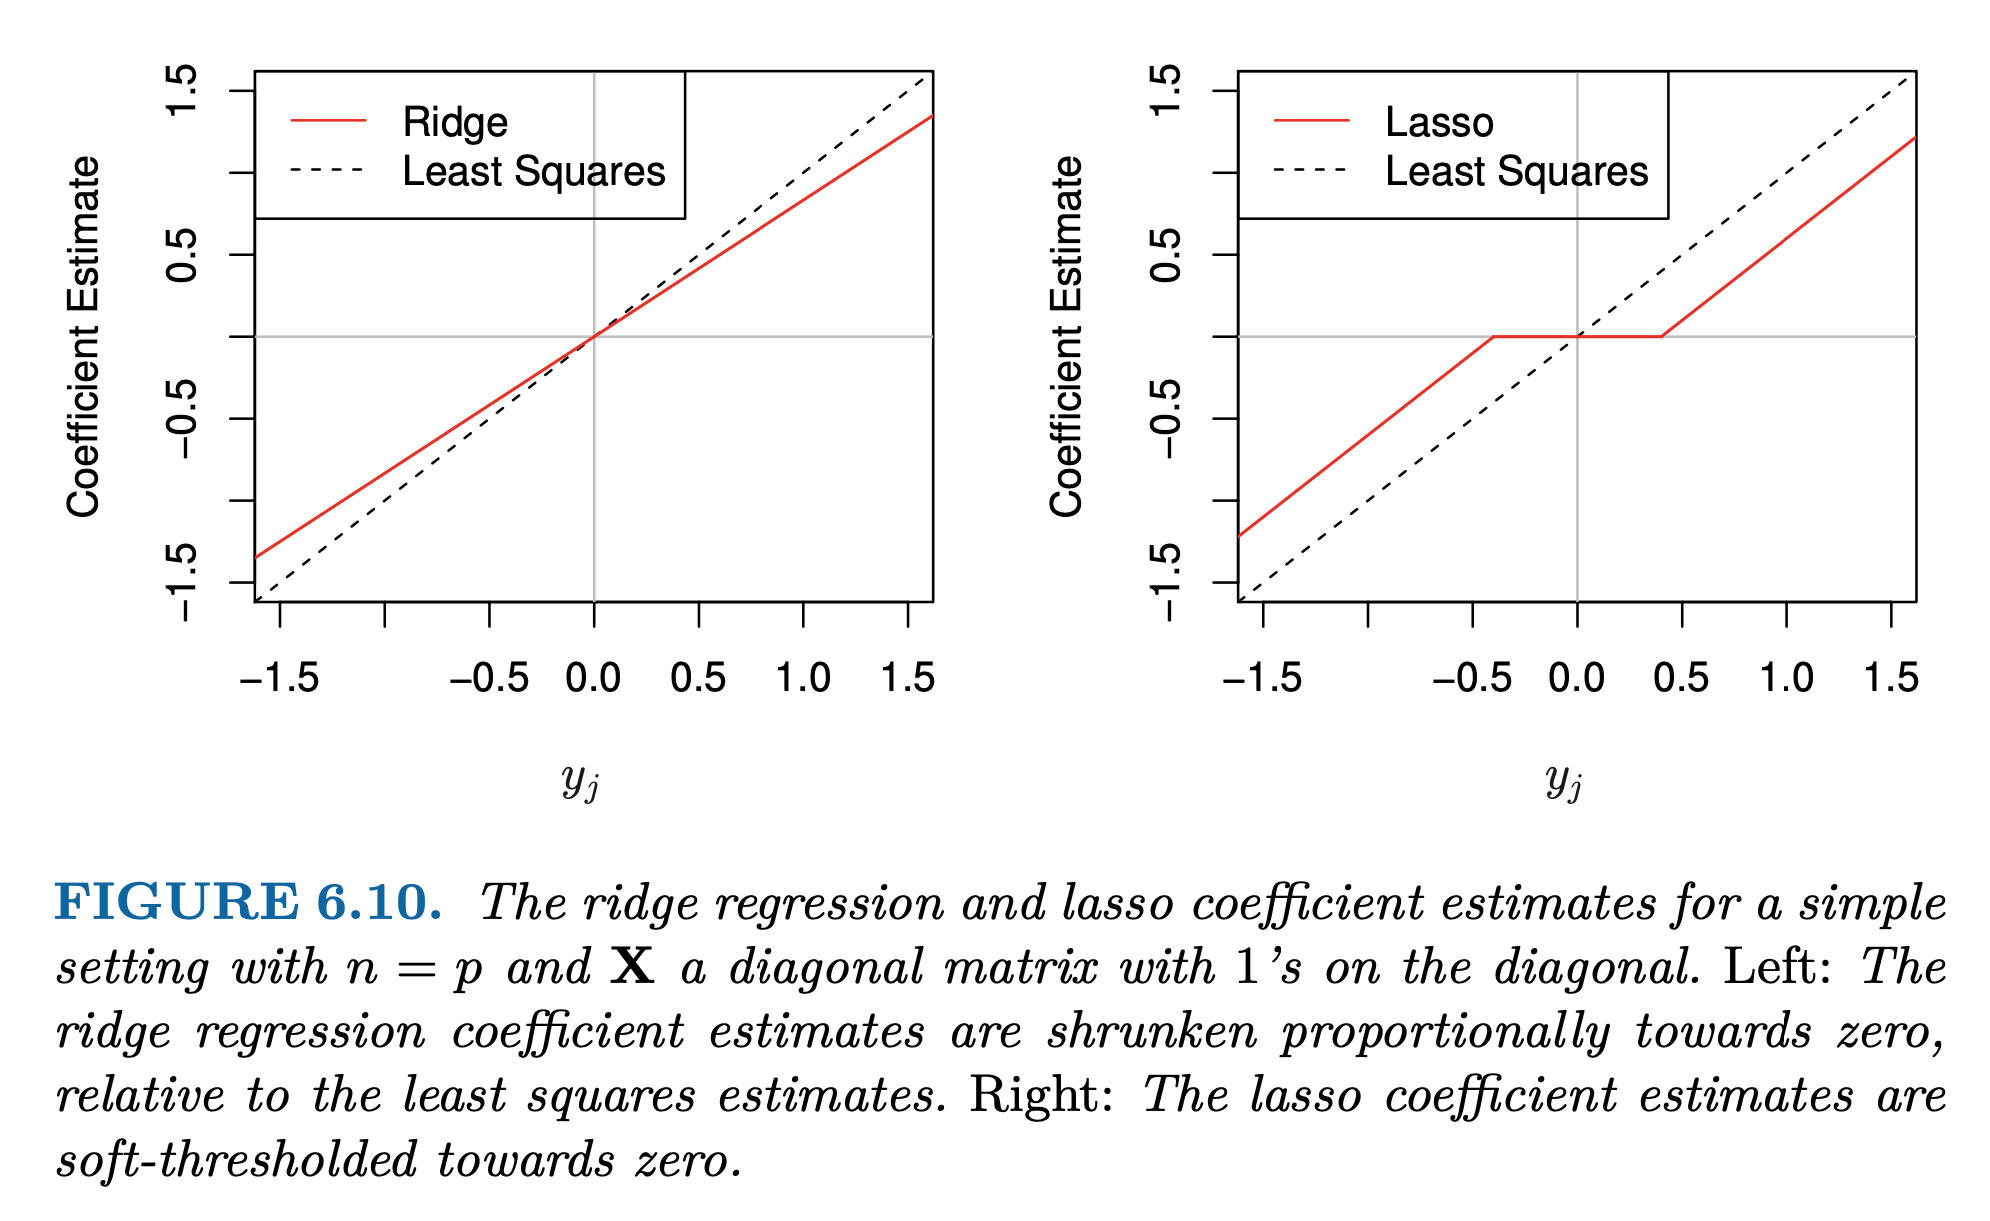 Ridge
Least Squares
Coefficient Estimate
1.5
0.5
−0.5
−1.5
−1.5 −0.5 0.0 0.5 1.0 1.5
yj
Lasso
Least Squares
Coefficient Estimate
1.5
0.5
−0.5
−1.5
−1.5 −0.5 0.0 0.5 1.0 1.5
yj
FIGURE 6.10. The ridge regression and lasso coefficient estimates for a simple
setting with n = p and X a diagonal matrix with 1's on the diagonal. Left: The
ridge regression coefficient estimates are shrunken proportionally towards zero,
relative to the least squares estimates. Right: The lasso coefficient estimates are
soft-thresholded towards zero.